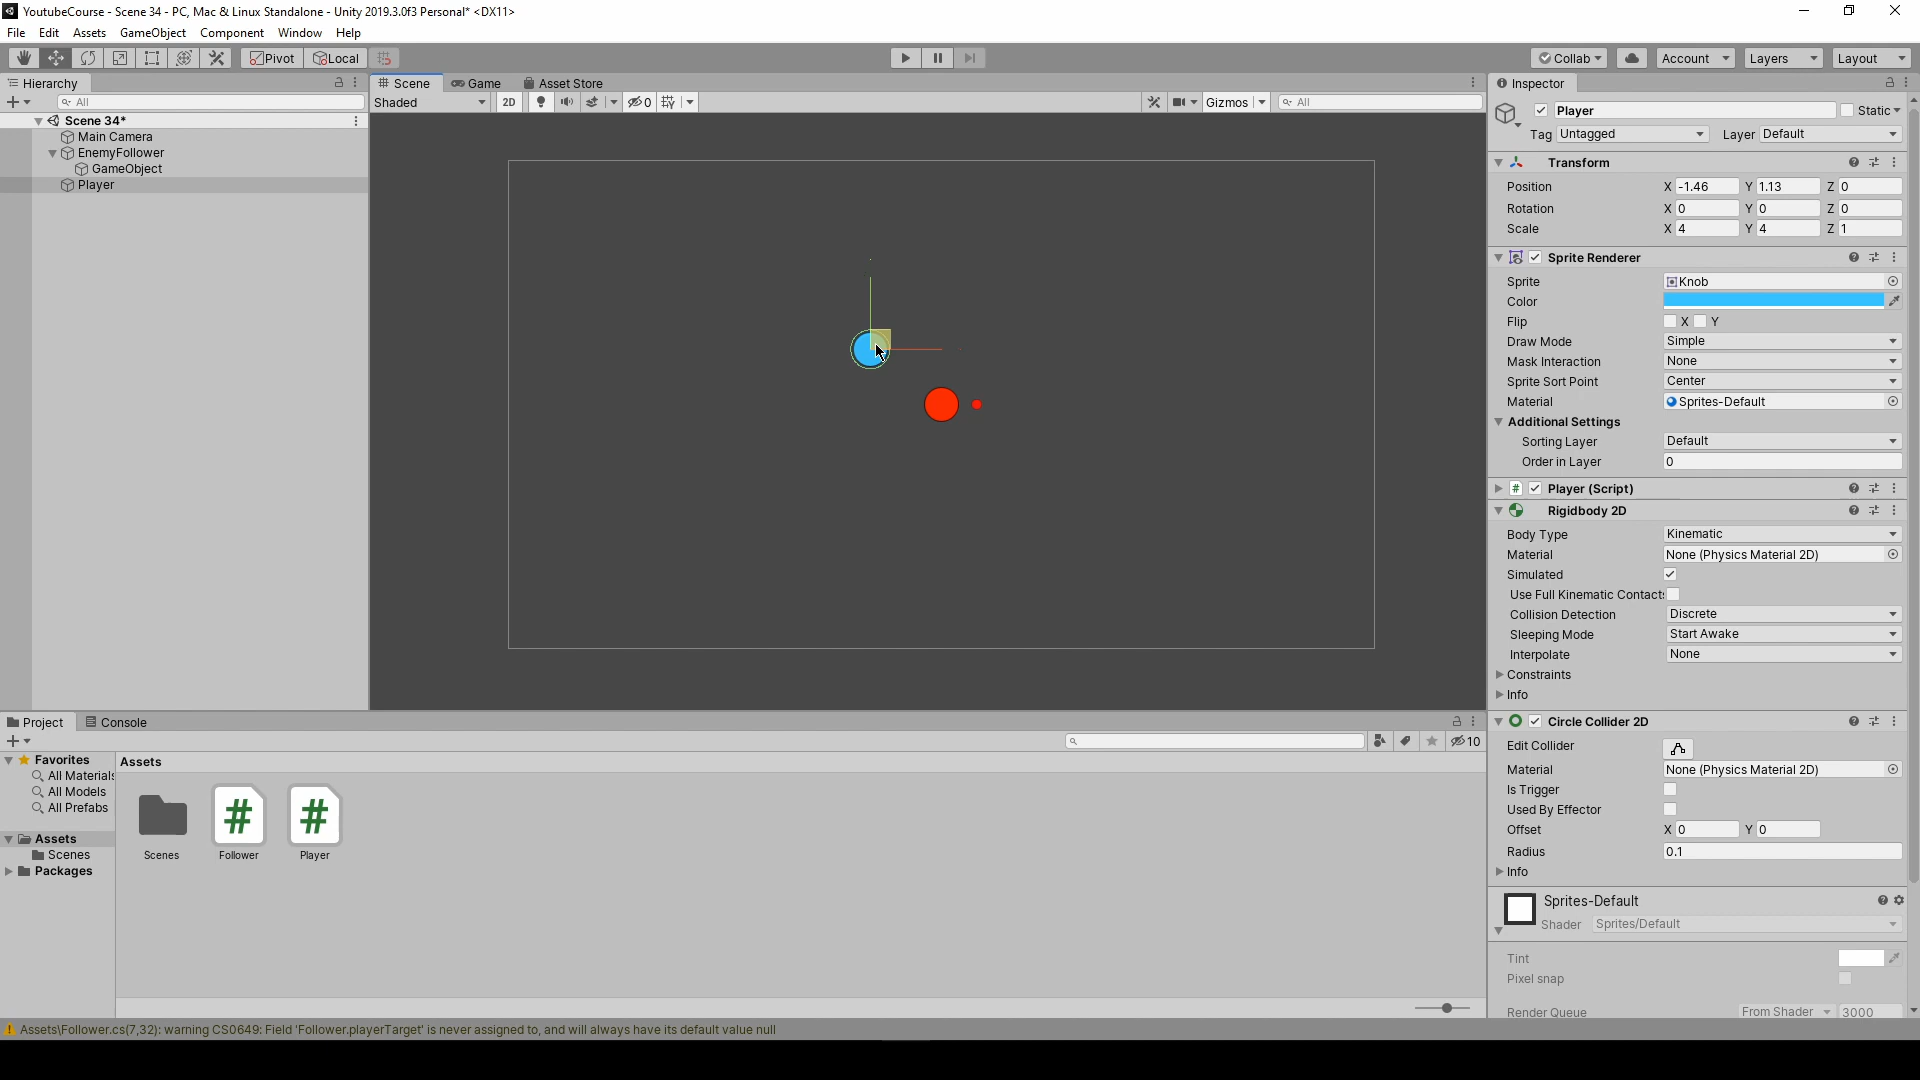 YoutubeCourse - Scene 34 - PC, Mac & Linux Standalone - Unity 2019.3.0f3 Personal* <DX11>
File Edit Assets GameObject Component Window Help
Pivot Local Collab Account Layers Layout
Hierarchy
All
Scene 34*
Main Camera
EnemyFollower
GameObject
Player
Scene Game Asset Store
Shaded 2D 0 Gizmos All
Inspector
Player Static
Tag Untagged Layer Default
Transform
Position X -1.46 Y 1.13 Z 0
Rotation X 0 Y 0 Z 0
Scale X 4 Y 4 Z 1
Sprite Renderer
Sprite Knob
Color
Flip X Y
Draw Mode Simple
Mask Interaction None
Sprite Sort Point Center
Material Sprites-Default
Additional Settings
Sorting Layer Default
Order in Layer 0
Player (Script)
Rigidbody 2D
Body Type Kinematic
Material None (Physics Material 2D)
Simulated
Use Full Kinematic Contact
Collision Detection Discrete
Sleeping Mode Start Awake
Interpolate None
Constraints
Info
Circle Collider 2D
Edit Collider
Material None (Physics Material 2D)
Is Trigger
Used By Effector
Offset X 0 Y 0
Radius 0.1
Info
Sprites-Default
Shader Sprites/Default
Tint
Pixel snap
Render Queue From Shader 3000
Project Console
10
Favorites
All Materials
All Models
All Prefabs
Assets
Scenes
Packages
Assets
Scenes Follower Player
Assets\Follower.cs(7,32): warning CS0649: Field 'Follower.playerTarget' is never assigned to, and will always have its default value null